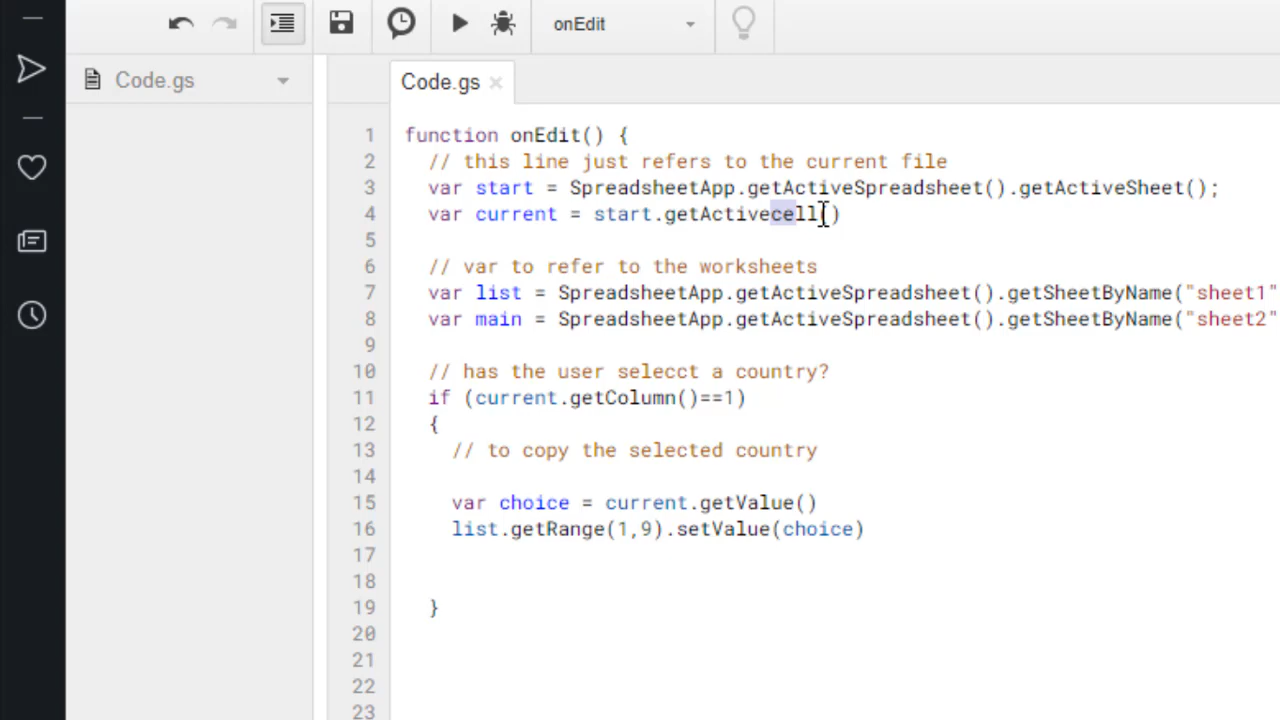 onEdit
Code.gs
Code.gs ×
1 function onEdit() {
2 // this line just refers to the current file
3 var start = SpreadsheetApp.getActiveSpreadsheet().getActiveSheet();
4 var current = start.getActivecell()
5
6 // var to refer to the worksheets
7 var list = SpreadsheetApp.getActiveSpreadsheet().getSheetByName("sheet1"
8 var main = SpreadsheetApp.getActiveSpreadsheet().getSheetByName("sheet2"
9
10 // has the user selecct a country?
11 if (current.getColumn()==1)
12 {
13 // to copy the selected country
14
15 var choice = current.getValue()
16 list.getRange(1,9).setValue(choice)
17
18
19 }
20
21
22
23